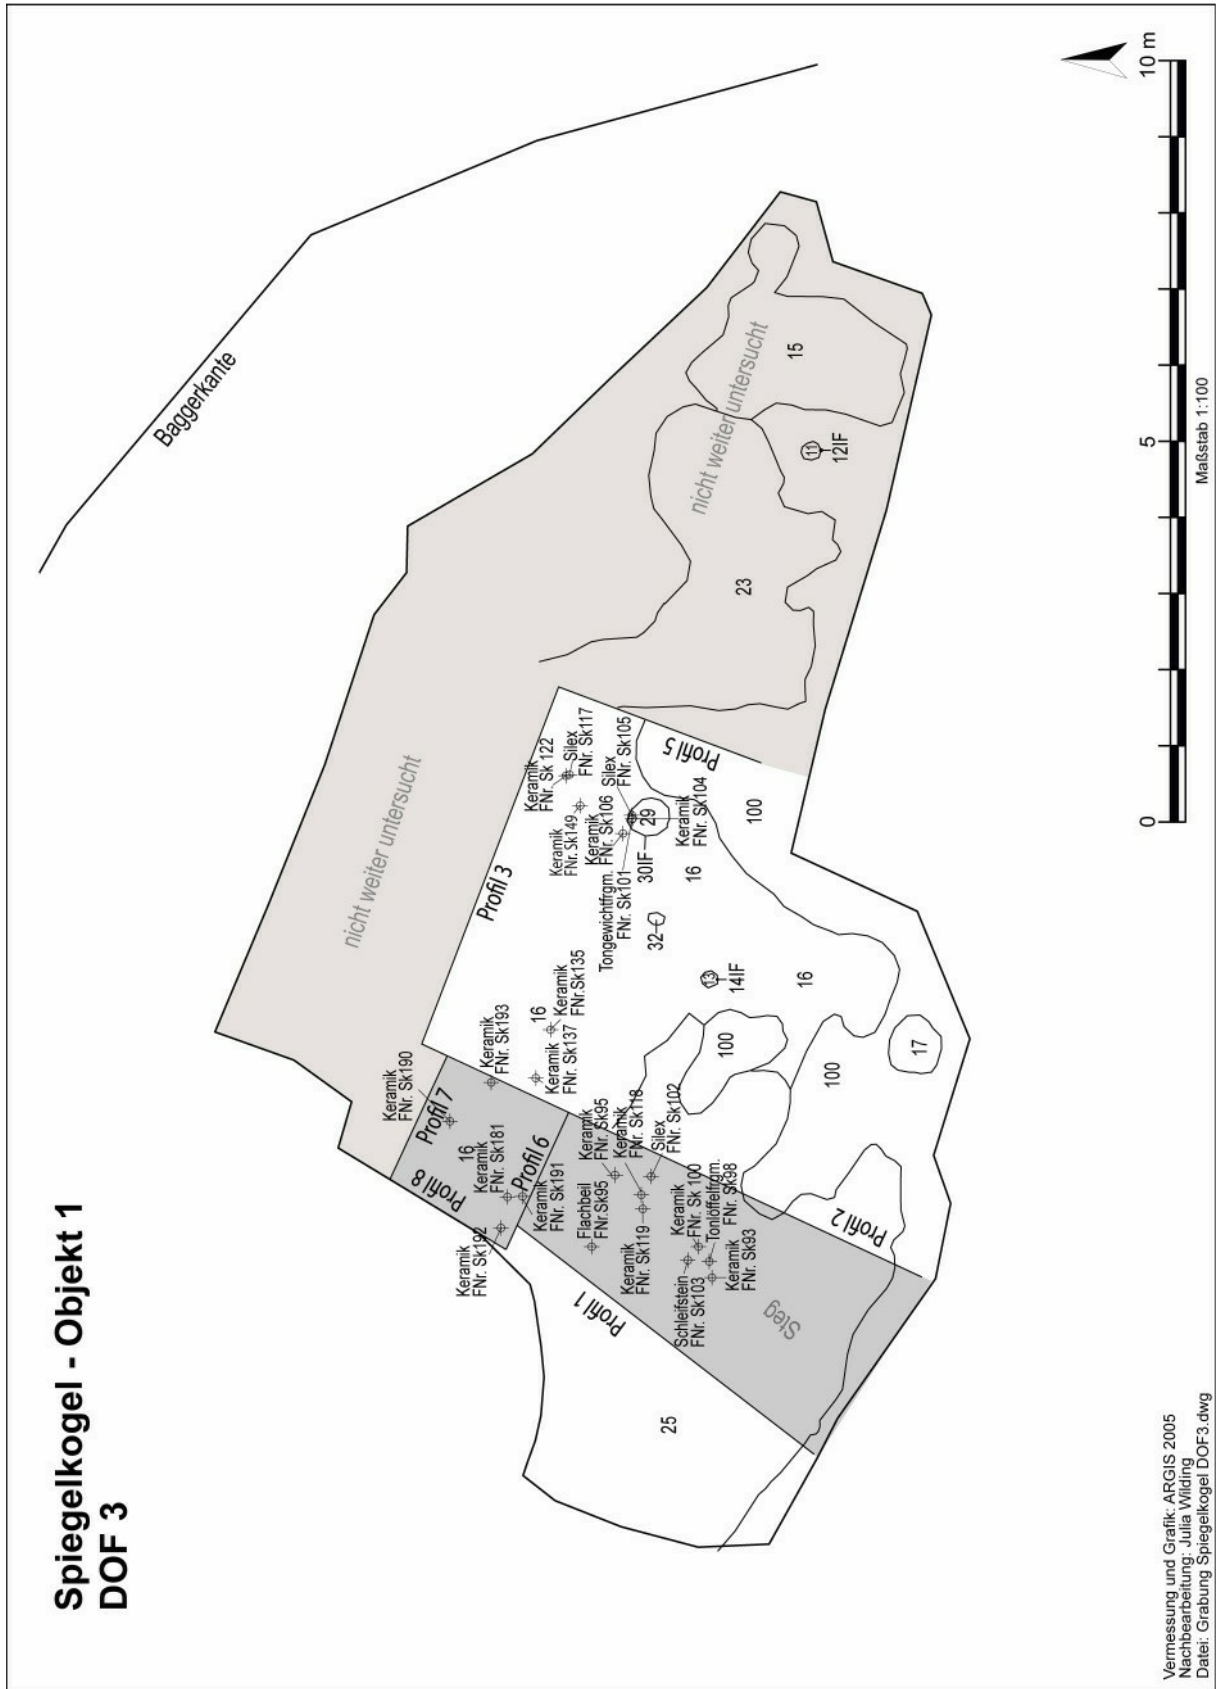 Spiegelkogel - Objekt 1
DOF 3
Baggerkante
nicht weiter untersucht
nicht weiter untersucht
Keramik
FNr. Sk190
Profil 7
Keramik
FNr. Sk193
16
Keramik
FNr. Sk181
Profil 8
Keramik
FNr. Sk192
Profil 6
Keramik
FNr. Sk191
Profil 3
Keramik
FNr. Sk 122
Silex
FNr. Sk117
Keramik
FNr. Sk149
Keramik
FNr. Sk106
Silex
FNr. Sk105
Tongewichtfrgm.
FNr. Sk101
Keramik
FNr. Sk104
29
30IF
32
16
Keramik
FNr.Sk135
Keramik
FNr. Sk137
Profil 5
100
16
13
14IF
16
100
100
17
Keramik
FNr. Sk95
Keramik
FNr. Sk118
Silex
FNr. Sk102
Flachbeil
FNr.Sk95
Keramik
FNr. Sk119
Keramik
FNr. Sk 100
Tonlöffelfrgm.
FNr. Sk98
Schleifstein
FNr. Sk103
Keramik
FNr. Sk93
Profil 1
Profil 2
Steg
25
23
15
11
12IF
0
5
10 m
Maßstab 1:100
Vermessung und Grafik: ARGIS 2005
Nachbearbeitung: Julia Wilding
Datei: Grabung Spiegelkogel DOF3.dwg